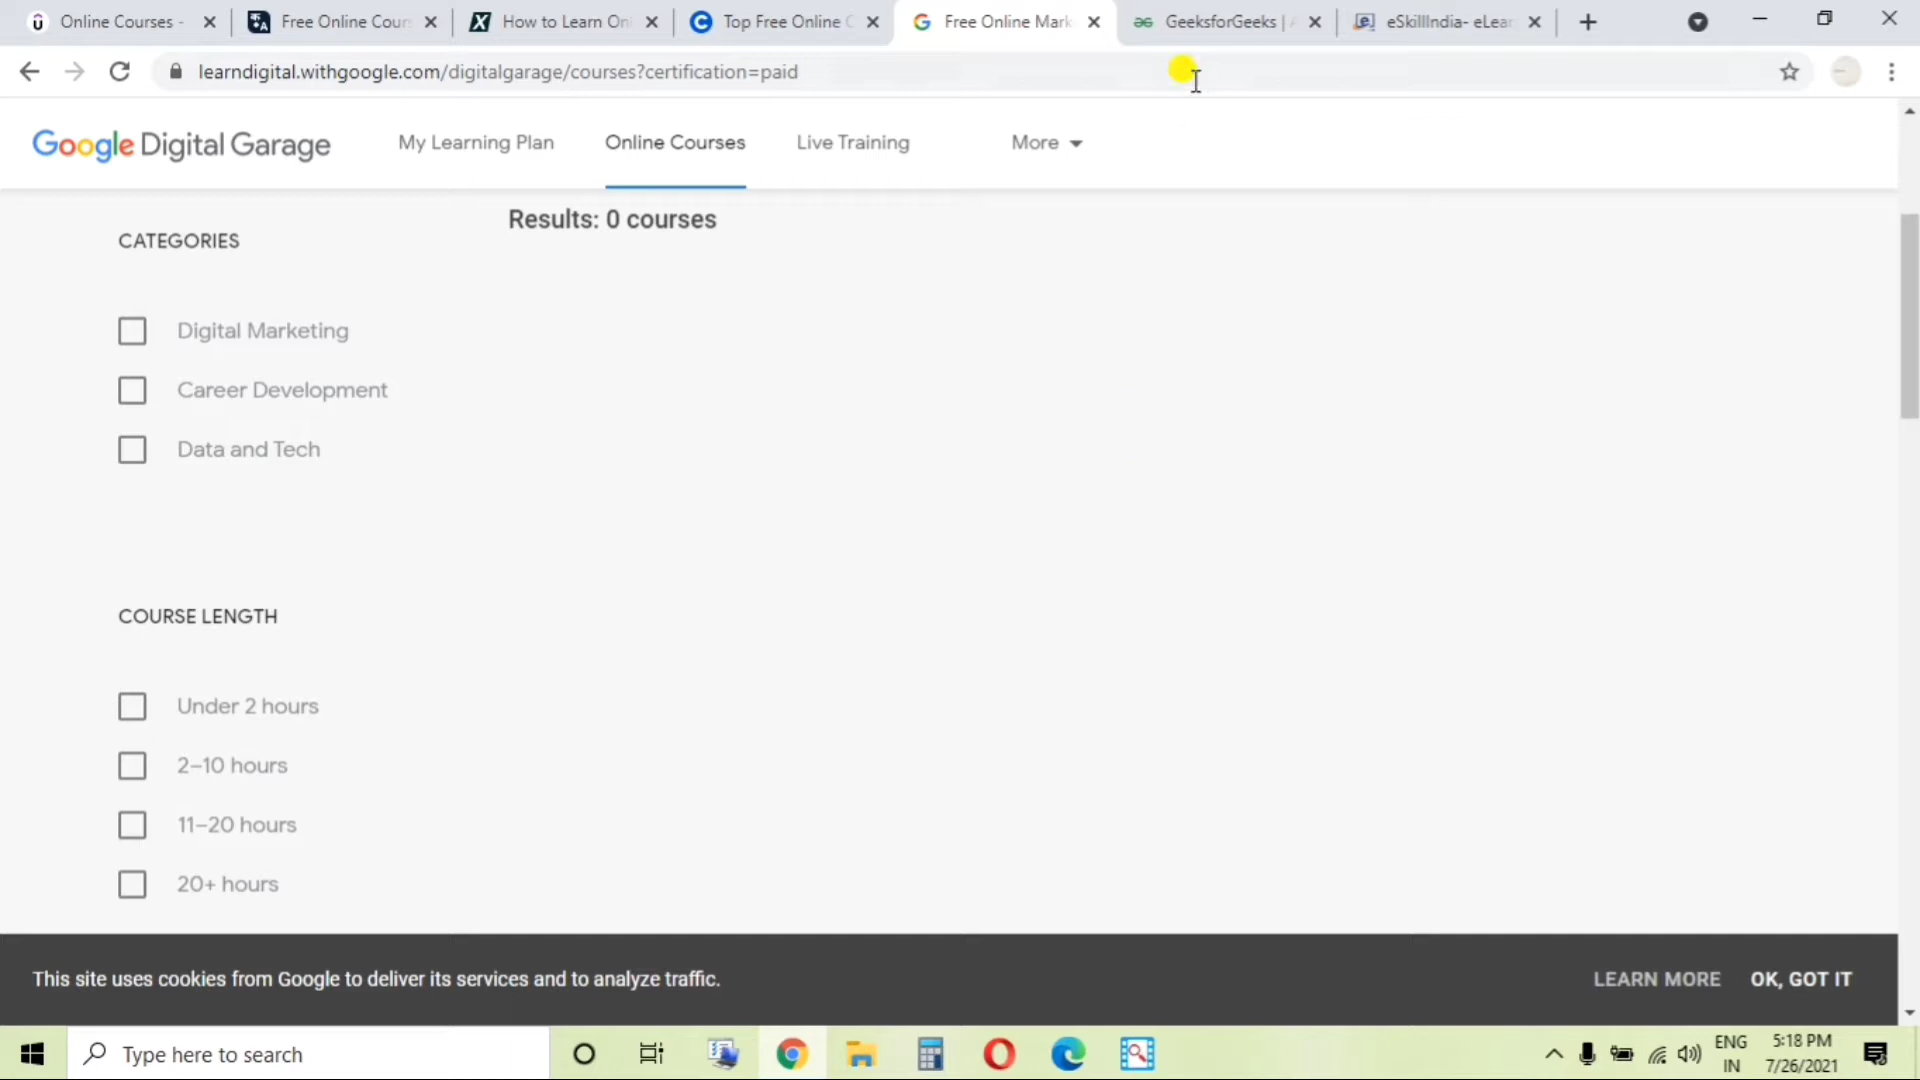 Online Courses -
Free Online Cour
How to Learn Onl
Top Free Online C
Free Online Mark
GeeksforGeeks | A
eSkillIndia- eLear
learndigital.withgoogle.com/digitalgarage/courses?certification=paid
Google Digital Garage
My Learning Plan
Online Courses
Live Training
More
Results: 0 courses
CATEGORIES
Digital Marketing
Career Development
Data and Tech
COURSE LENGTH
Under 2 hours
2–10 hours
11–20 hours
20+ hours
This site uses cookies from Google to deliver its services and to analyze traffic.
LEARN MORE
OK, GOT IT
Type here to search
ENG
IN
5:18 PM
7/26/2021